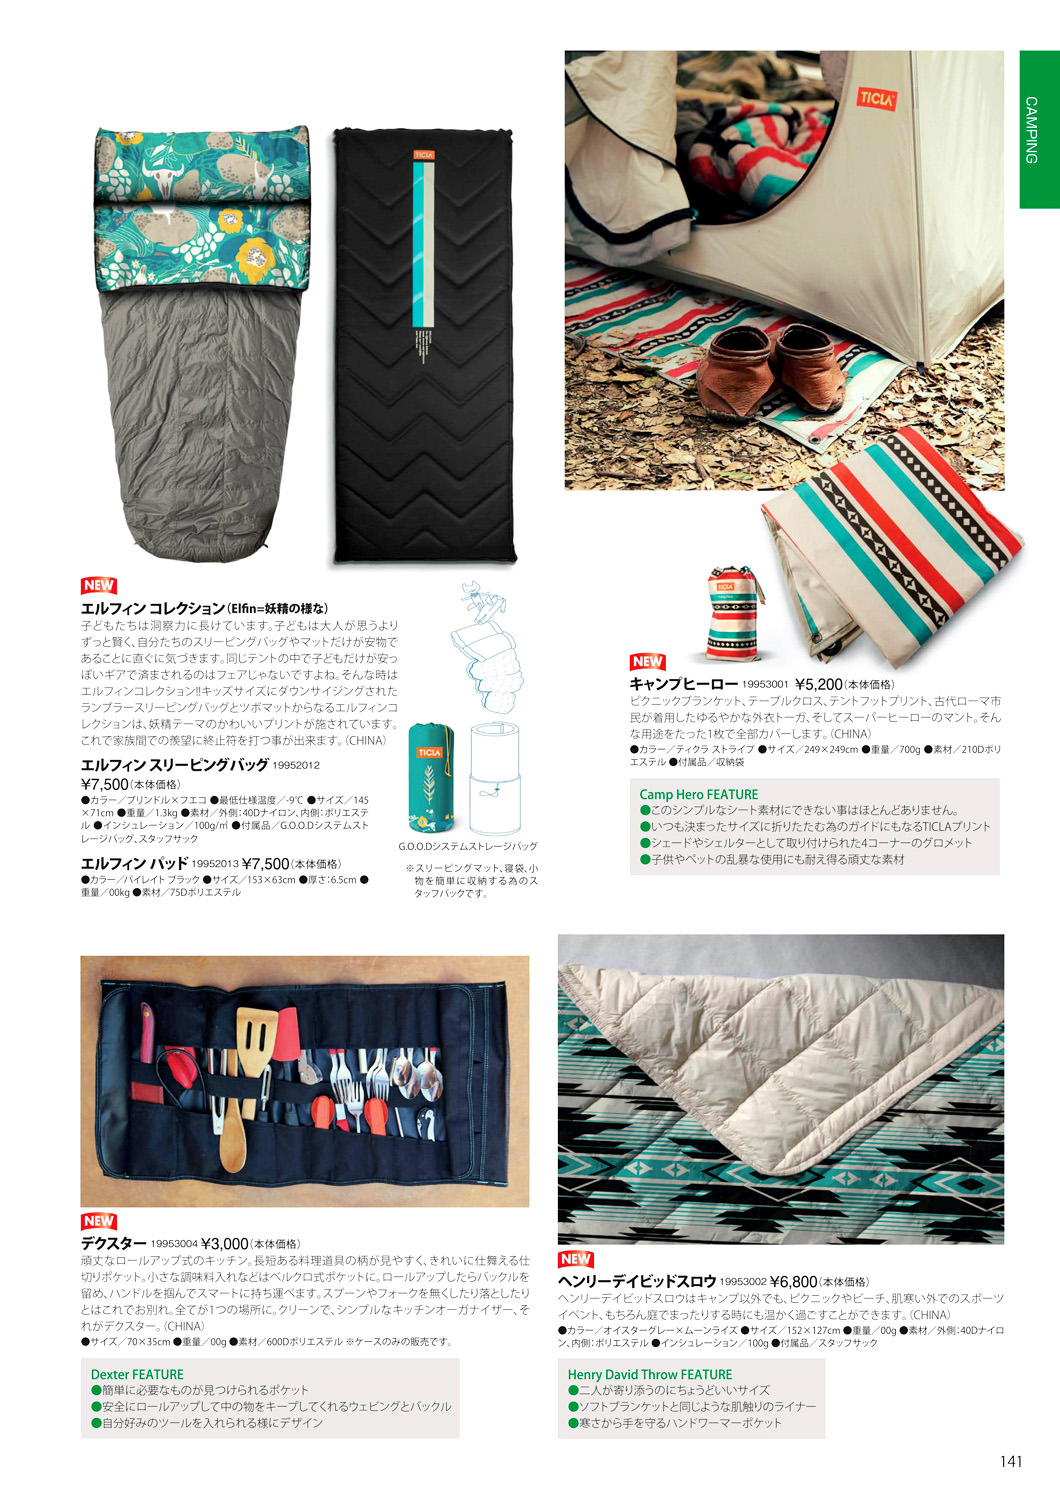 CAMPING
TICLA
TICLA
NEW
エルフィン コレクション（Elfin=妖精の様な）
子どもたちは洞察力に長けています。子どもは大人が思うより
ずっと賢く、自分たちのスリーピングバッグやマットだけが安物で
あることに直ぐに気づきます。同じテントの中で子どもだけが安っ
ぽいギアで済まされるのはフェアじゃないですよね。そんな時は
エルフィンコレクション!!キッズサイズにダウンサイジングされた
ランブラースリーピングバッグとツボマットからなるエルフィンコ
レクションは、妖精テーマのかわいいプリントが施されています。
これで家族間での羨望に終止符を打つ事が出来ます。（CHINA）
エルフィン スリーピングバッグ 19952012
¥7,500（本体価格）
●カラー／ブリンドル×フエコ ●最低仕様温度／-9℃ ●サイズ／145
×71cm ●重量／1.3kg ●素材／外側：40Dナイロン、内側：ポリエステ
ル ●インシュレーション／100g/㎡ ●付属品／G.O.O.Dシステムスト
レージバッグ、スタッフサック
エルフィン パッド 19952013 ¥7,500（本体価格）
●カラー／パイレイト ブラック ●サイズ／153×63cm ●厚さ：6.5cm ●
重量／00kg ●素材／75Dポリエステル
TICLA
G.O.O.Dシステムストレージバッグ
※スリーピングマット、寝袋、小
物を簡単に収納する為のス
タッフバックです。
TICLA
NEW
キャンプヒーロー 19953001 ¥5,200（本体価格）
ピクニックブランケット、テーブルクロス、テントフットプリント、古代ローマ市
民が着用したゆるやかな外衣トーガ、そしてスーパーヒーローのマント。そん
な用途をたった1枚で全部カバーします。（CHINA）
●カラー／ティクラ ストライプ ●サイズ／249×249cm ●重量／700g ●素材／210Dポリ
エステル ●付属品／収納袋
Camp Hero FEATURE
●このシンプルなシート素材にできない事はほとんどありません。
●いつも決まったサイズに折りたたむ為のガイドにもなるTICLAプリント
●シェードやシェルターとして取り付けられた4コーナーのグロメット
●子供やペットの乱暴な使用にも耐え得る頑丈な素材
NEW
デクスター 19953004 ¥3,000（本体価格）
頑丈なロールアップ式のキッチン。長短ある料理道具の柄が見やすく、きれいに仕舞える仕
切りポケット。小さな調味料入れなどはベルクロ式ポケットに。ロールアップしたらバックルを
留め、ハンドルを掴んでスマートに持ち運べます。スプーンやフォークを無くしたり落としたり
とはこれでお別れ。全てが1つの場所に。クリーンで、シンプルなキッチンオーガナイザー、そ
れがデクスター。（CHINA）
●サイズ／70×35cm ●重量／00g ●素材／600Dポリエステル ※ケースのみの販売です。
Dexter FEATURE
●簡単に必要なものが見つけられるポケット
●安全にロールアップして中の物をキープしてくれるウェビングとバックル
●自分好みのツールを入れられる様にデザイン
NEW
ヘンリーデイビッドスロウ 19953002 ¥6,800（本体価格）
ヘンリーデイビッドスロウはキャンプ以外でも、ピクニックやビーチ、肌寒い外でのスポーツ
イベント、もちろん庭でまったりする時にも温かく過ごすことができます。（CHINA）
●カラー／オイスターグレー×ムーンライズ ●サイズ／152×127cm ●重量／00g ●素材／外側：40Dナイロ
ン、内側：ポリエステル ●インシュレーション／100g ●付属品／スタッフサック
Henry David Throw FEATURE
●二人が寄り添うのにちょうどいいサイズ
●ソフトブランケットと同じような肌触りのライナー
●寒さから手を守るハンドワーマーポケット
141